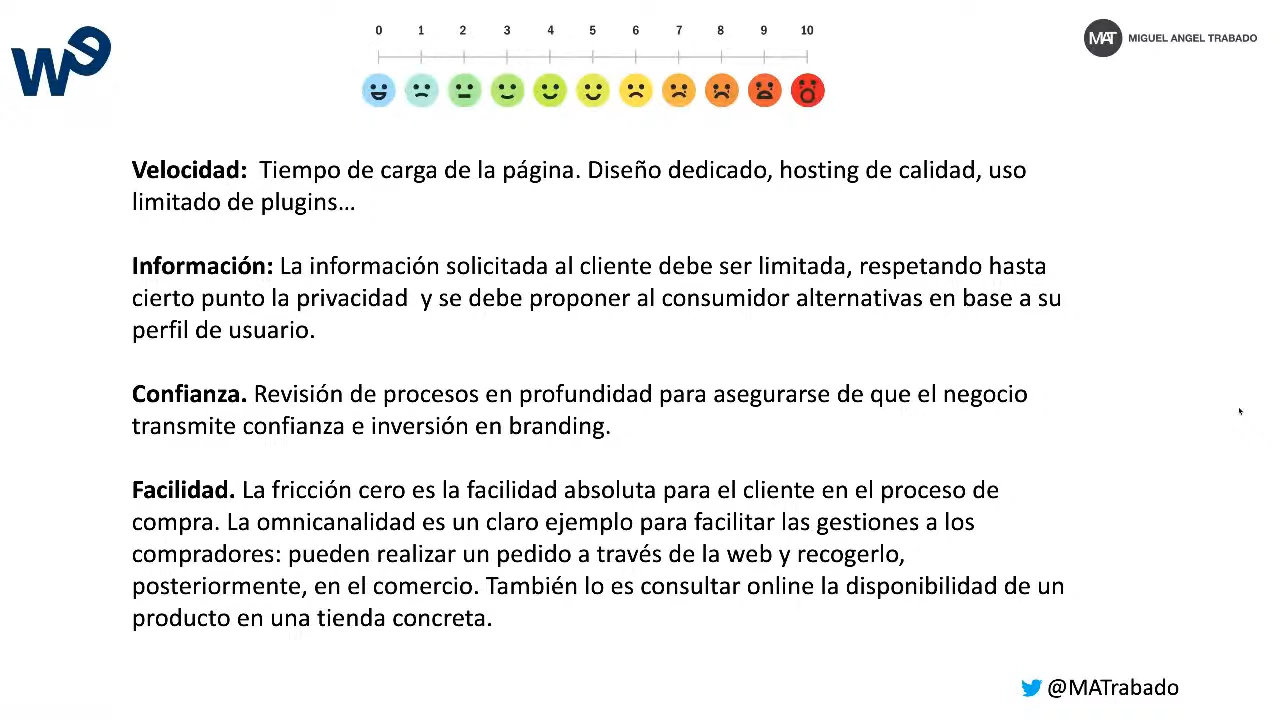 we
0 1 2 3 4 5 6 7 8 9 10
MAT MIGUEL ANGEL TRABADO
Velocidad:  Tiempo de carga de la página. Diseño dedicado, hosting de calidad, uso
limitado de plugins…
Información: La información solicitada al cliente debe ser limitada, respetando hasta
cierto punto la privacidad  y se debe proponer al consumidor alternativas en base a su
perfil de usuario.
Confianza. Revisión de procesos en profundidad para asegurarse de que el negocio
transmite confianza e inversión en branding.
Facilidad. La fricción cero es la facilidad absoluta para el cliente en el proceso de
compra. La omnicanalidad es un claro ejemplo para facilitar las gestiones a los
compradores: pueden realizar un pedido a través de la web y recogerlo,
posteriormente, en el comercio. También lo es consultar online la disponibilidad de un
producto en una tienda concreta.
@MATrabado